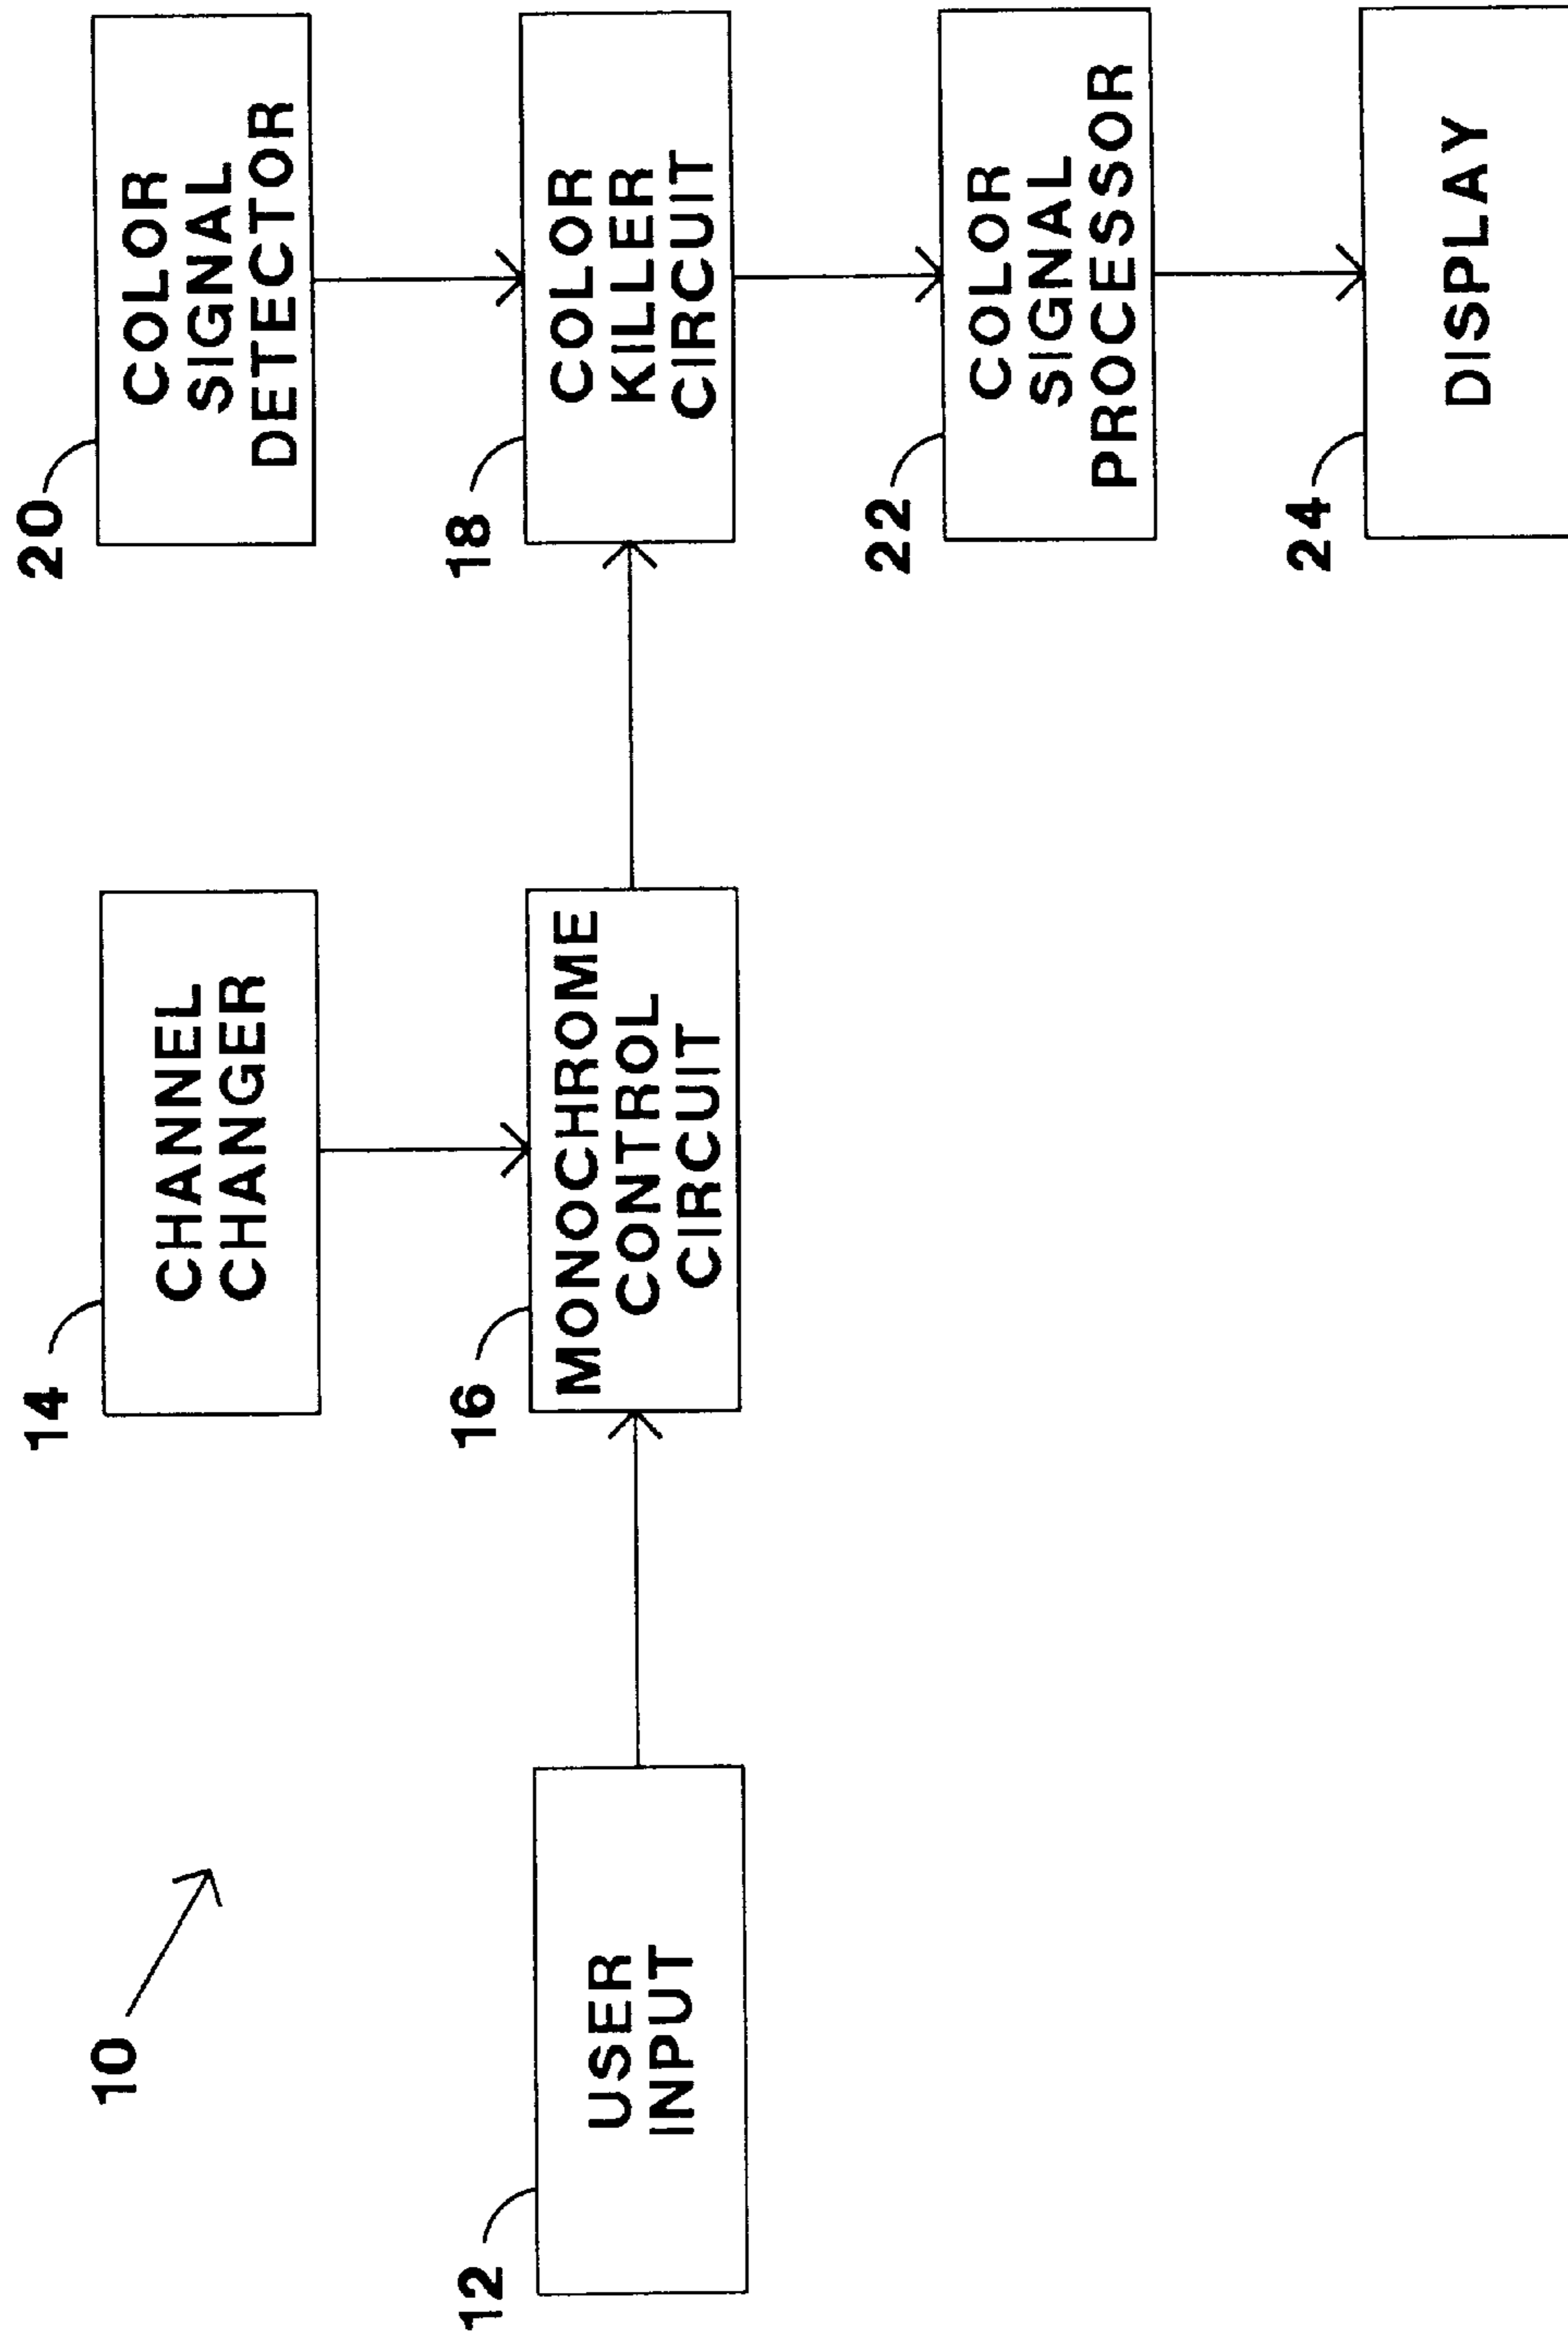 10
12
USER
INPUT
14
CHANNEL
CHANGER
16
MONOCHROME
CONTROL
CIRCUIT
20
COLOR
SIGNAL
DETECTOR
18
COLOR
KILLER
CIRCUIT
22
COLOR
SIGNAL
PROCESSOR
24
DISPLAY